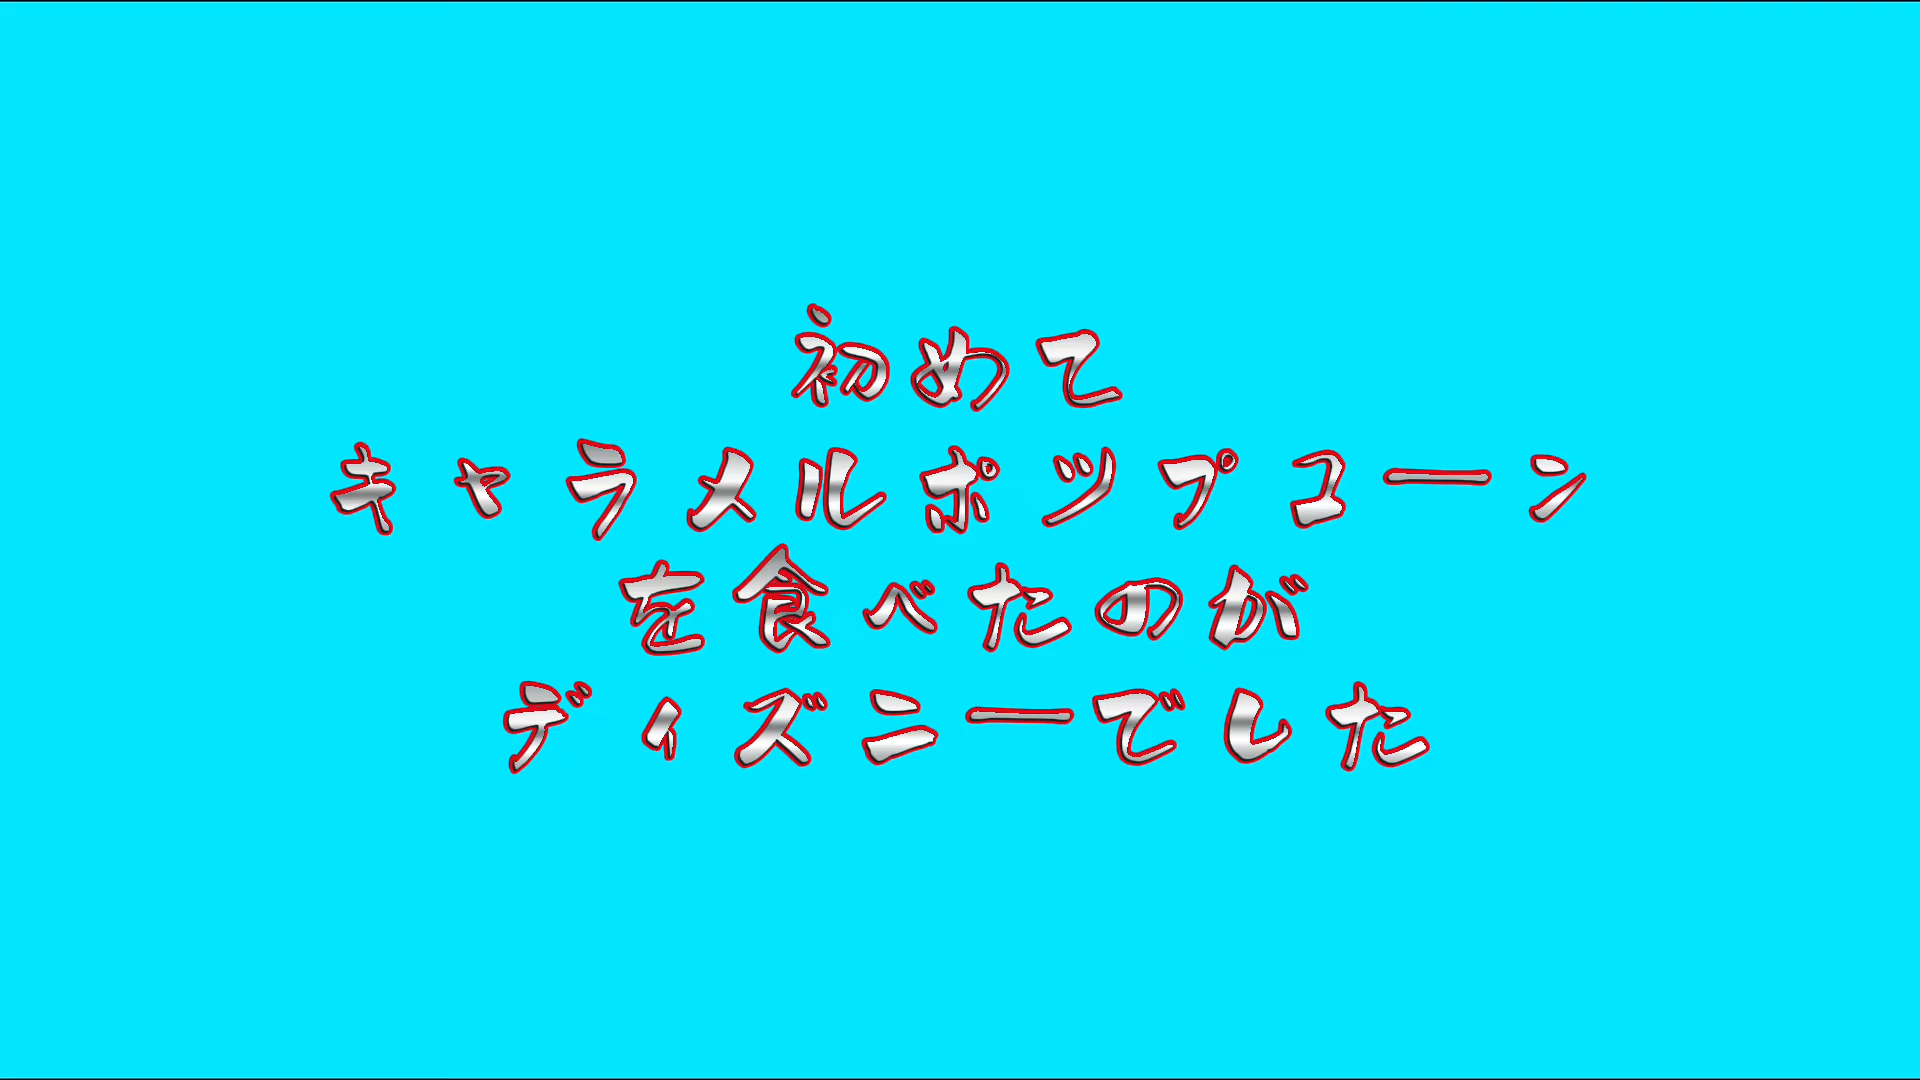 初めて
キャラメルポップコーン
を食べたのが
ディズニーでした